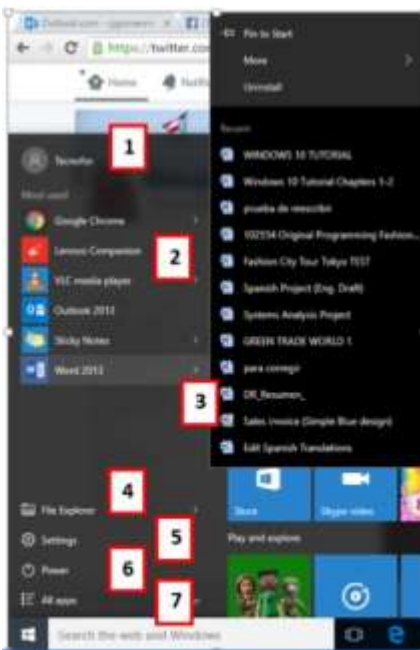 Outlook.com
https://twitter.co
Home
1
Tecnofor
Most used
Google Chrome
Lenovo Companion
2
VLC media player
Outlook 2013
Sticky Notes
Word 2013
Pin to Start
More
Uninstall
Recent
WINDOWS 10 TUTORIAL
Windows 10 Tutorial Chapters 1-2
prueba de reescribir
102554 Original Programming Fashion...
Fashion City Tour Tokyo TEST
Spanish Project (Eng. Draft)
Systems Analysis Project
GREEN TRADE WORLD 1
para corregir
3
DR_Resumen_
Sales Invoice (Simple Blue design)
Edit Spanish Translations
4
File Explorer
5
Settings
6
Power
7
All apps
Store
Skype video
Play and explore
Search the web and Windows